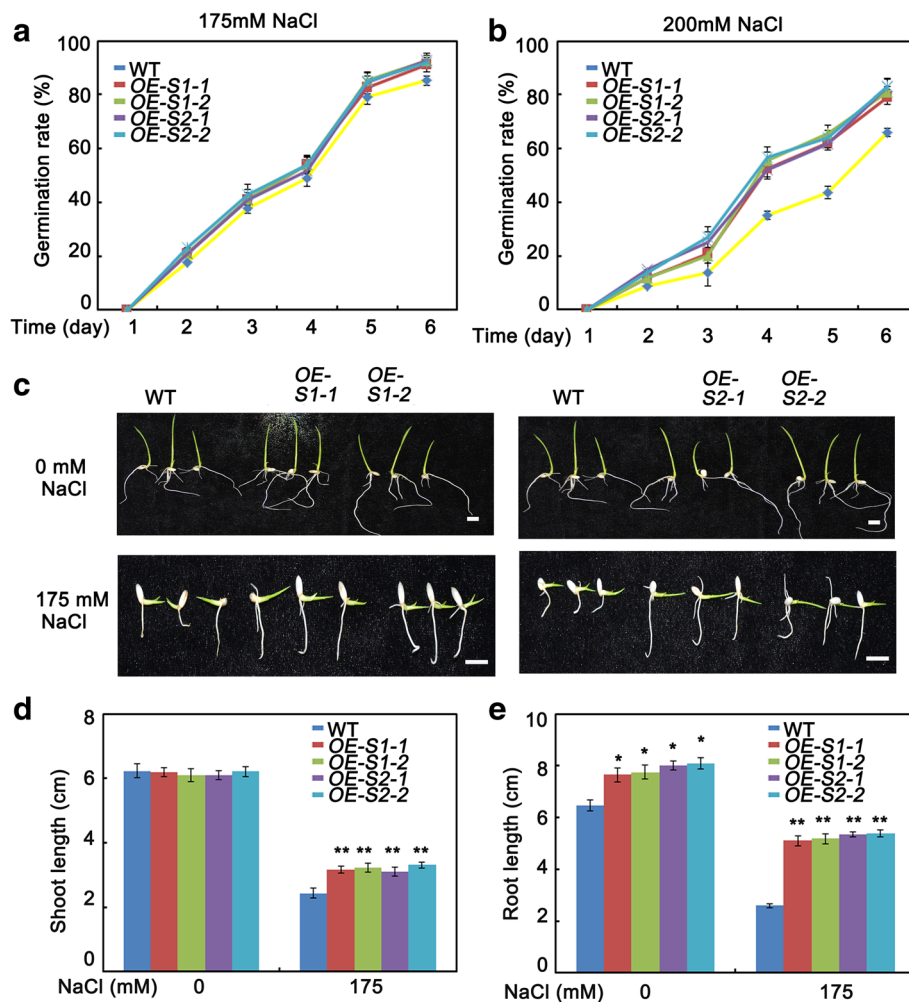 a
175mM NaCl
Germination rate (%)
100
80
60
40
20
0
WT
OE-S1-1
OE-S1-2
OE-S2-1
OE-S2-2
Time (day) 1 2 3 4 5 6
b
200mM NaCl
Germination rate (%)
100
80
60
40
20
0
WT
OE-S1-1
OE-S1-2
OE-S2-1
OE-S2-2
Time (day) 1 2 3 4 5 6
c
WT
OE-
S1-1
OE-
S1-2
WT
OE-
S2-1
OE-
S2-2
0 mM
NaCl
175 mM
NaCl
d
Shoot length (cm)
8
6
4
2
0
WT
OE-S1-1
OE-S1-2
OE-S2-1
OE-S2-2
** ** ** **
NaCl (mM) 0 175
e
Root length (cm)
10
8
6
4
2
0
WT
OE-S1-1
OE-S1-2
OE-S2-1
OE-S2-2
* * * *
** ** ** **
NaCl (mM) 0 175